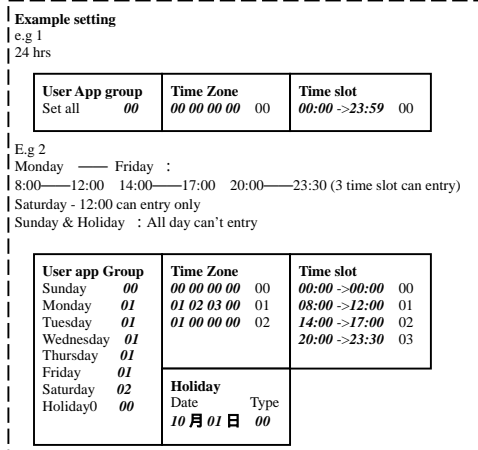 Example setting
e.g 1
24 hrs
User App group Time Zone Time slot
Set all 00 00 00 00 00 00 00:00 ->23:59 00
E.g 2
Monday —— Friday :
8:00——12:00 14:00——17:00 20:00——23:30 (3 time slot can entry)
Saturday - 12:00 can entry only
Sunday & Holiday : All day can’t entry
User app Group Time Zone Time slot
Sunday 00 00 00 00 00 00 00:00 ->00:00 00
Monday 01 01 02 03 00 01 08:00 ->12:00 01
Tuesday 01 01 00 00 00 02 14:00 ->17:00 02
Wednesday 01 20:00 ->23:30 03
Thursday 01
Friday 01
Saturday 02 Holiday
Holiday0 00 Date Type
10 月 01 日 00